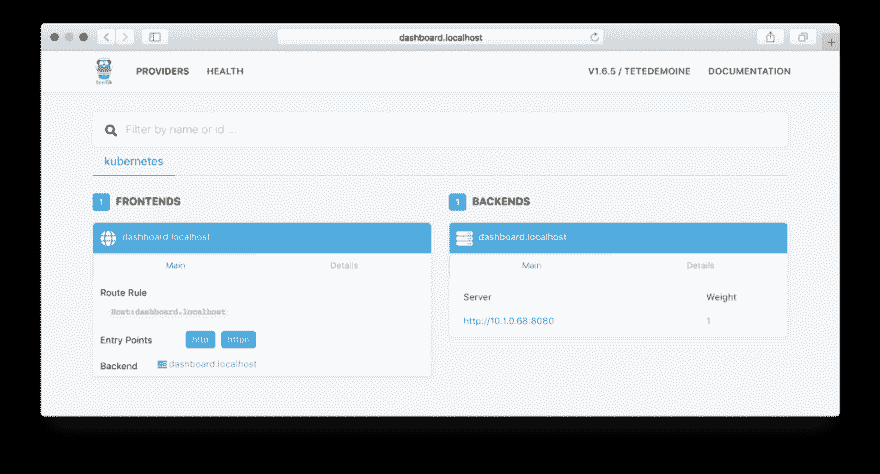 dashboard.localhost
PROVIDERS HEALTH V1.6.5 / TETEDEMOINE DOCUMENTATION
Filter by name or id ...
kubernetes
1 FRONTENDS
dashboard.localhost
Main Details
Route Rule
Host:dashboard.localhost
Entry Points http https
Backend dashboard.localhost
1 BACKENDS
dashboard.localhost
Main Details
Server Weight
http://10.1.0.68:8080 1